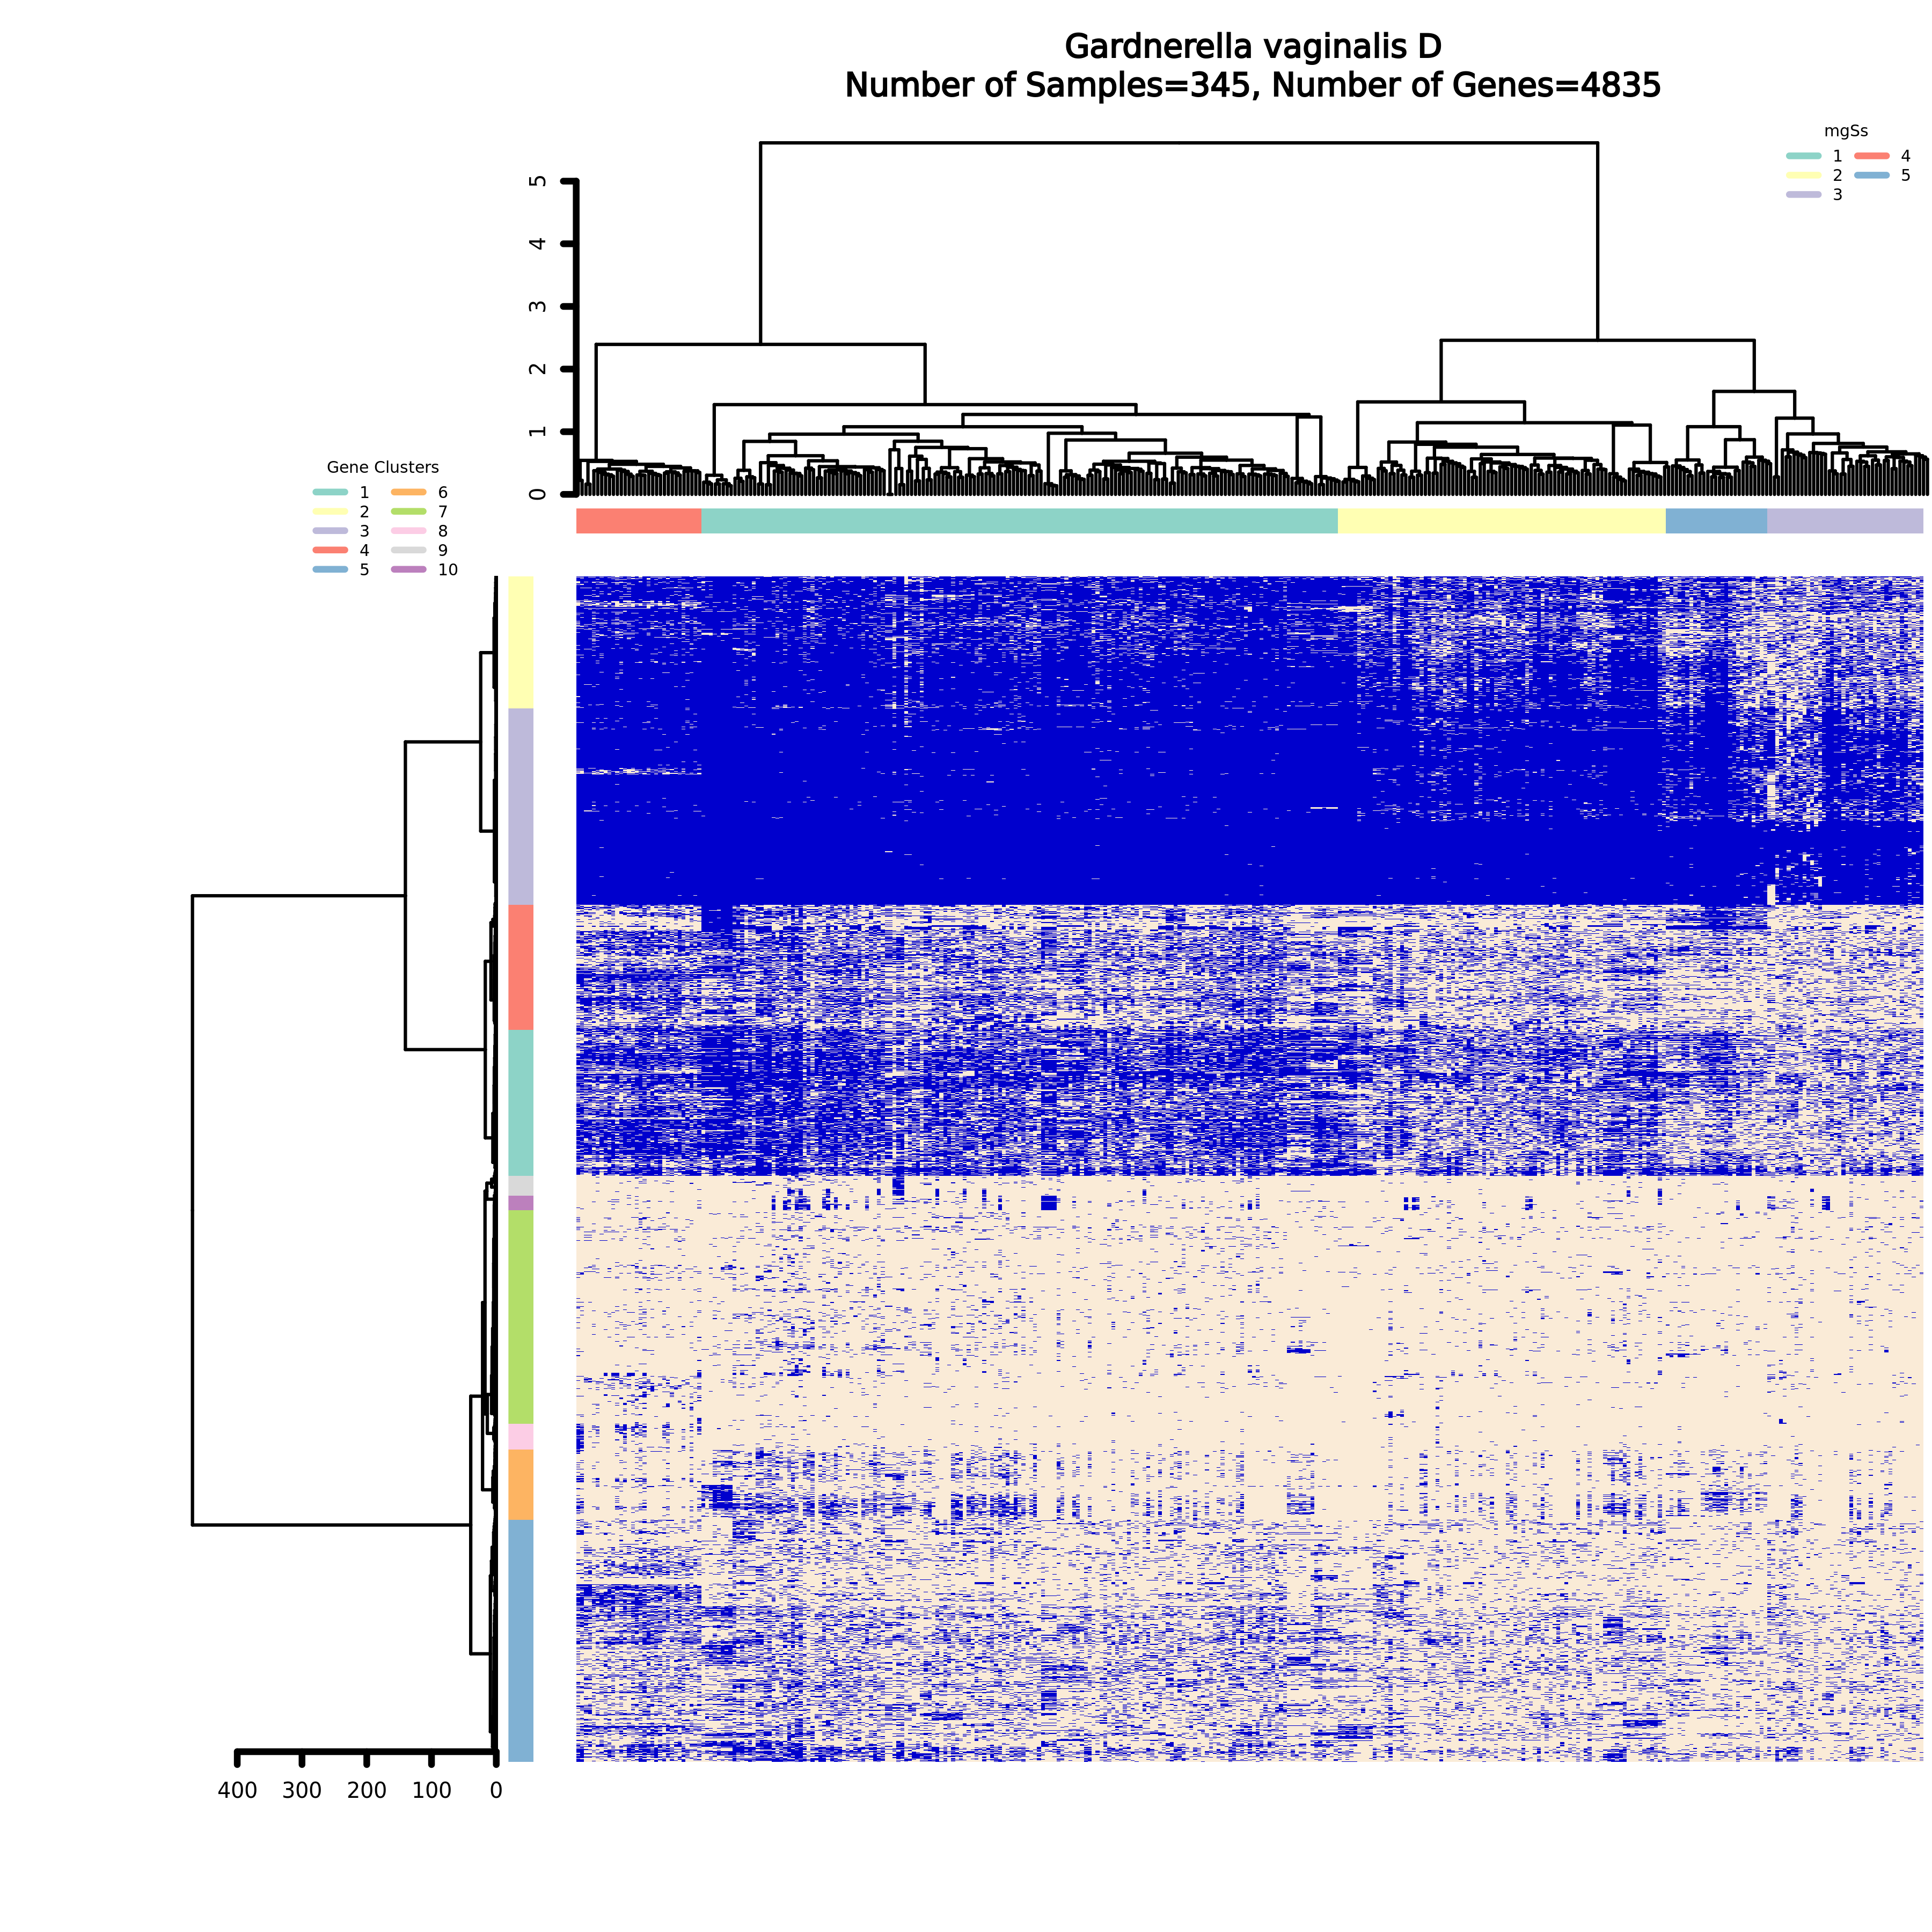 Gardnerella vaginalis D
Number of Samples=345, Number of Genes=4835
mgSs
1 4
2 5
3
5
4
3
2
1
0
Gene Clusters
1 6
2 7
3 8
4 9
5 10
400 300 200 100 0